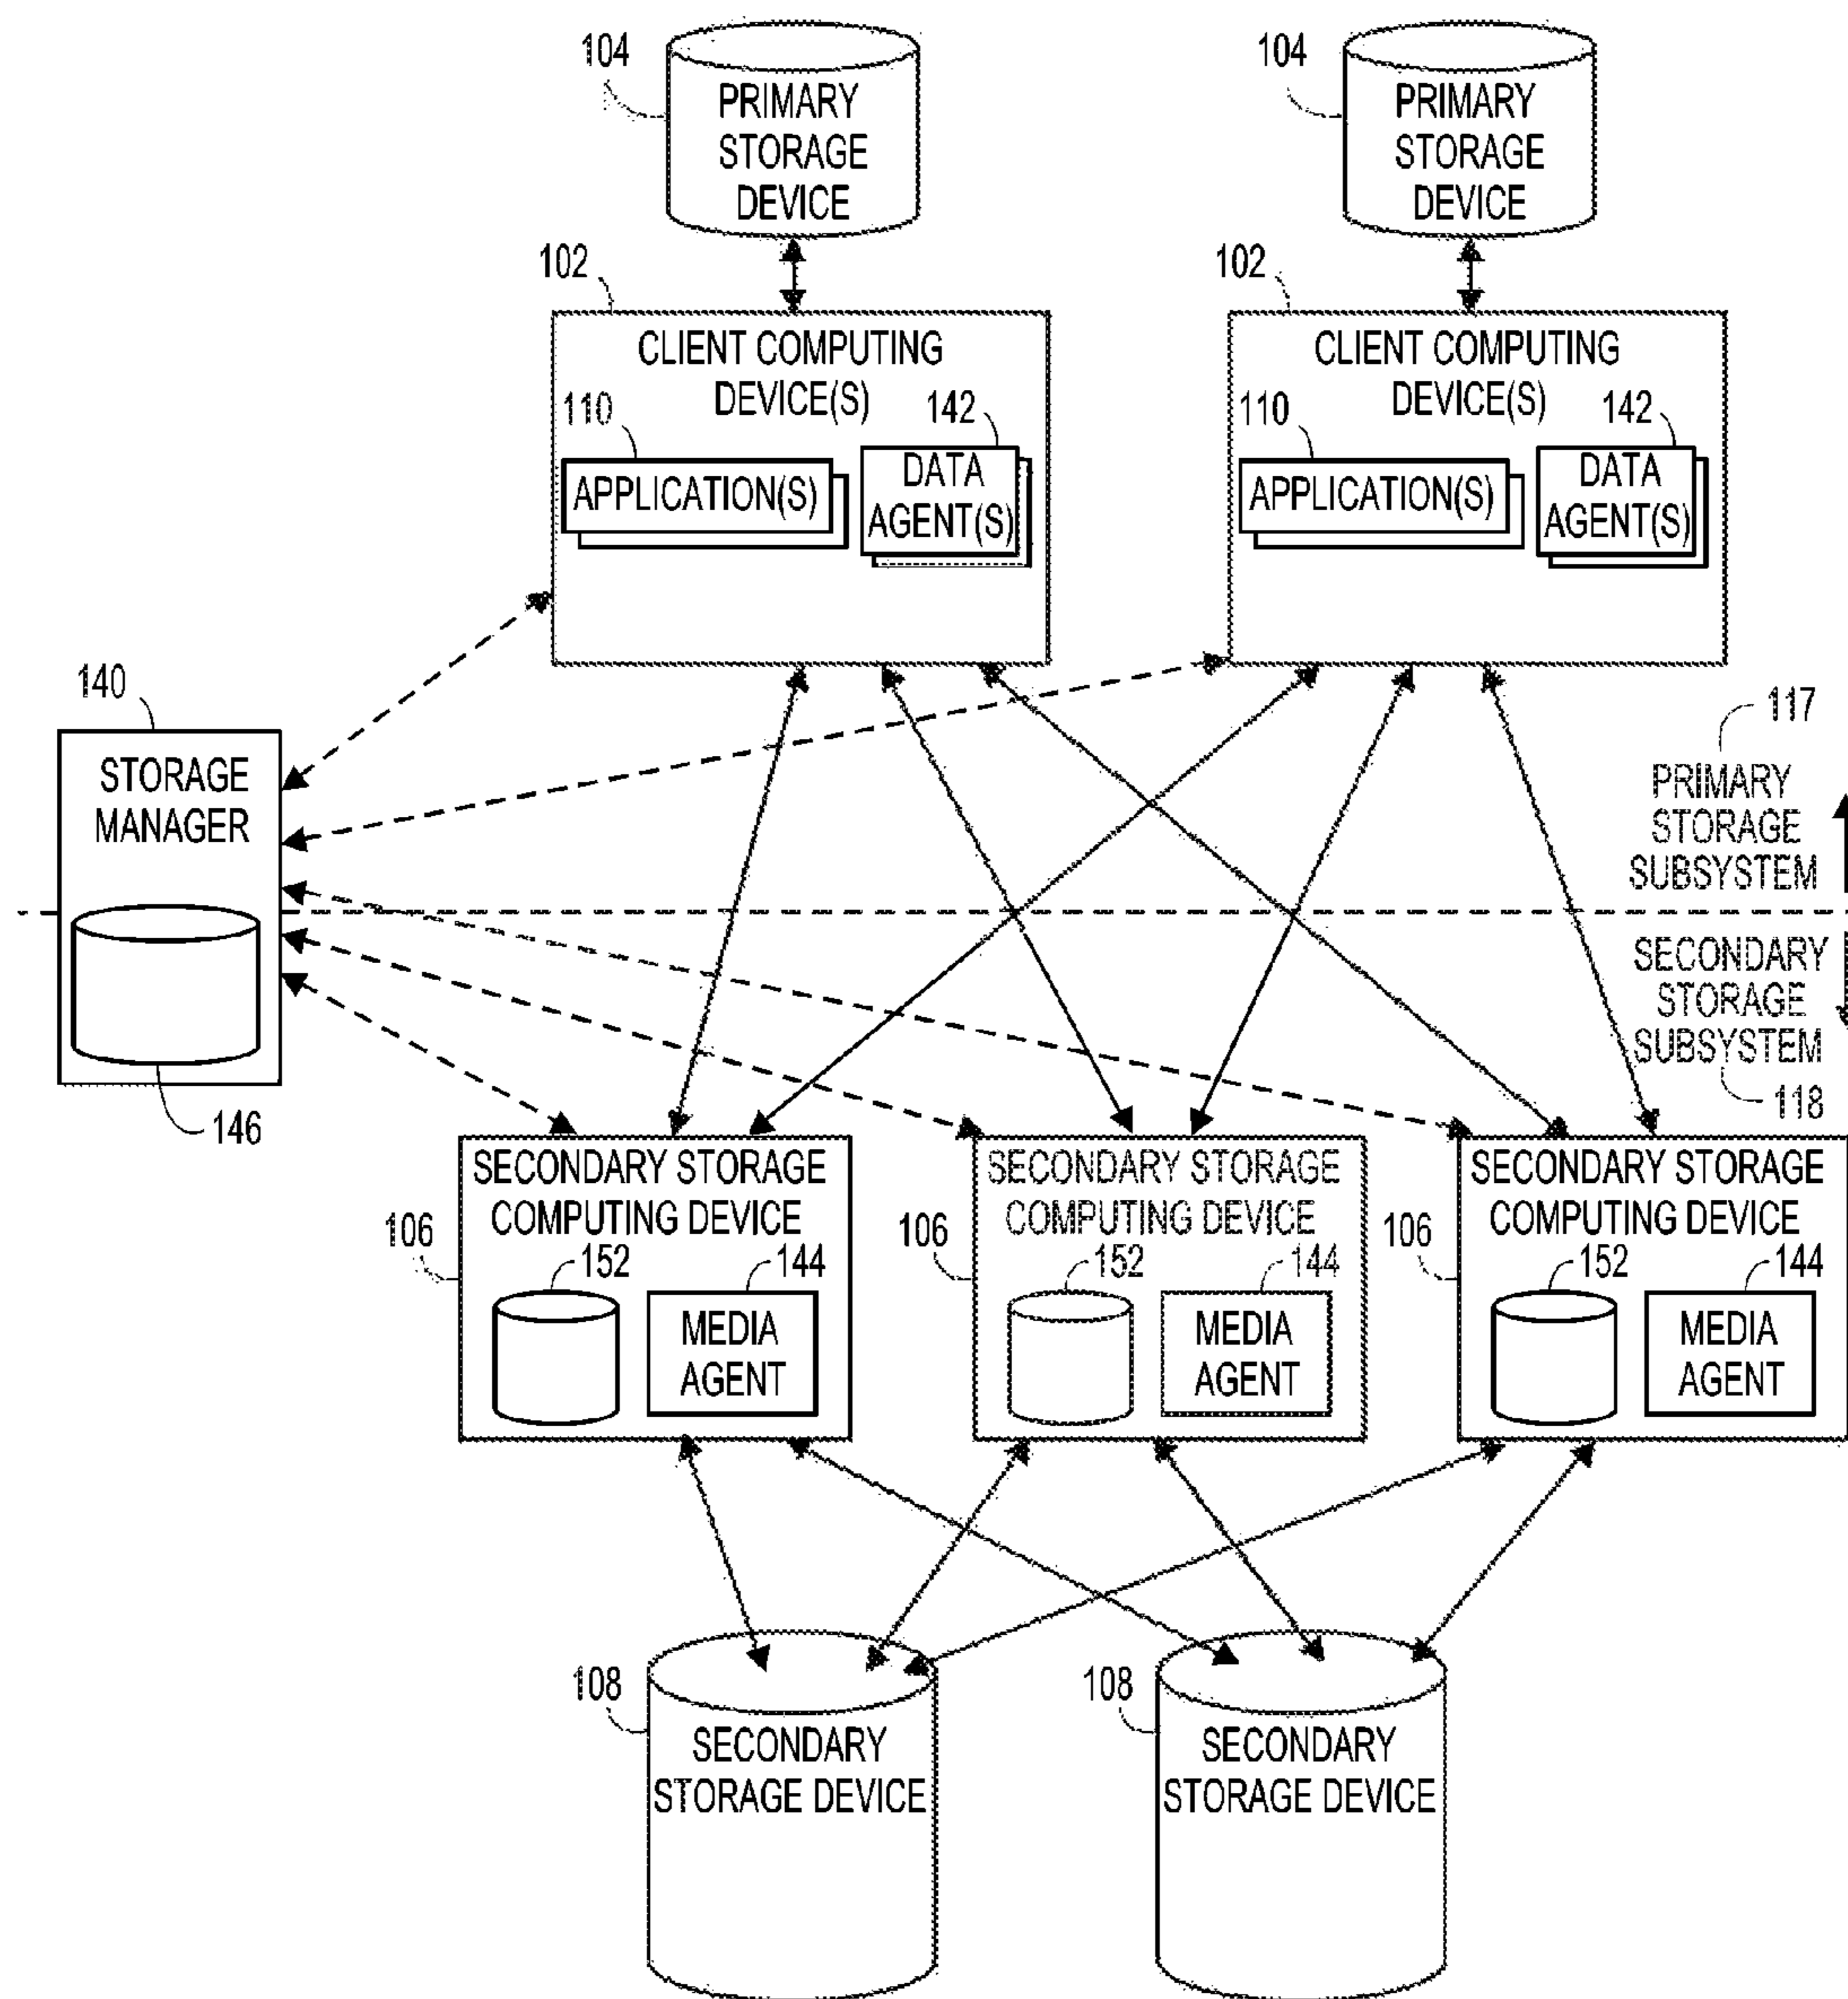 104
PRIMARY
STORAGE
DEVICE
104
PRIMARY
STORAGE
DEVICE
102
CLIENT COMPUTING
DEVICE(S)
110
142
APPLICATION(S)
DATA
AGENT(S)
102
CLIENT COMPUTING
DEVICE(S)
110
142
APPLICATION(S)
DATA
AGENT(S)
140
STORAGE
MANAGER
146
117
PRIMARY
STORAGE
SUBSYSTEM
SECONDARY
STORAGE
SUBSYSTEM
118
SECONDARY STORAGE
COMPUTING DEVICE
106
152
144
MEDIA
AGENT
SECONDARY STORAGE
COMPUTING DEVICE
106
152
144
MEDIA
AGENT
SECONDARY STORAGE
COMPUTING DEVICE
106
152
144
MEDIA
AGENT
108
SECONDARY
STORAGE DEVICE
108
SECONDARY
STORAGE DEVICE